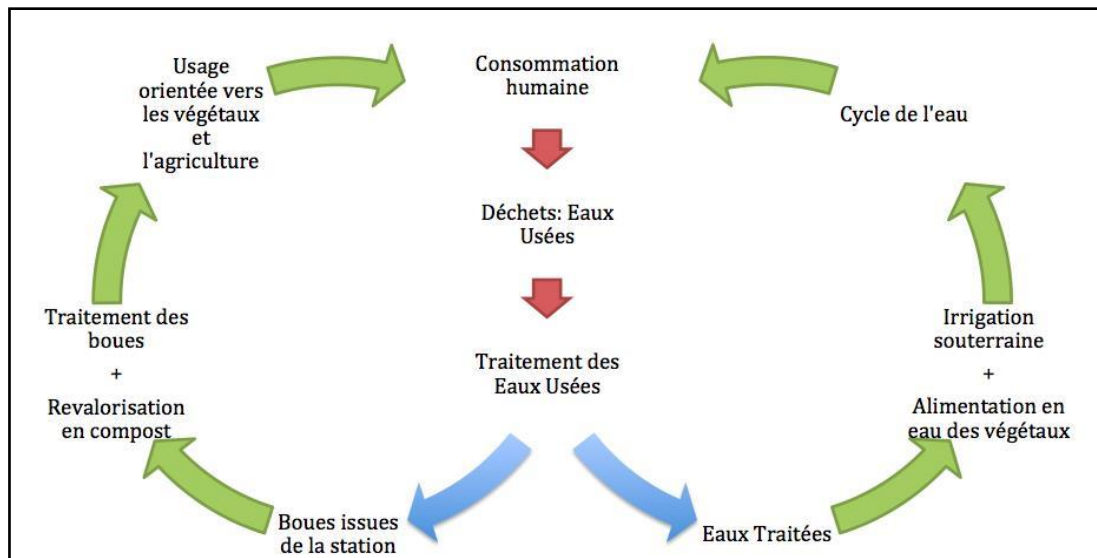 Usage
orientée vers
les végétaux
et
l'agriculture
Consommation
humaine
Cycle de l'eau
Déchets: Eaux
Usées
Traitement des
boues
+
Revalorisation
en compost
Traitement des
Eaux Usées
Irrigation
souterraine
+
Alimentation en
eau des végétaux
Boues issues
de la station
Eaux Traitées